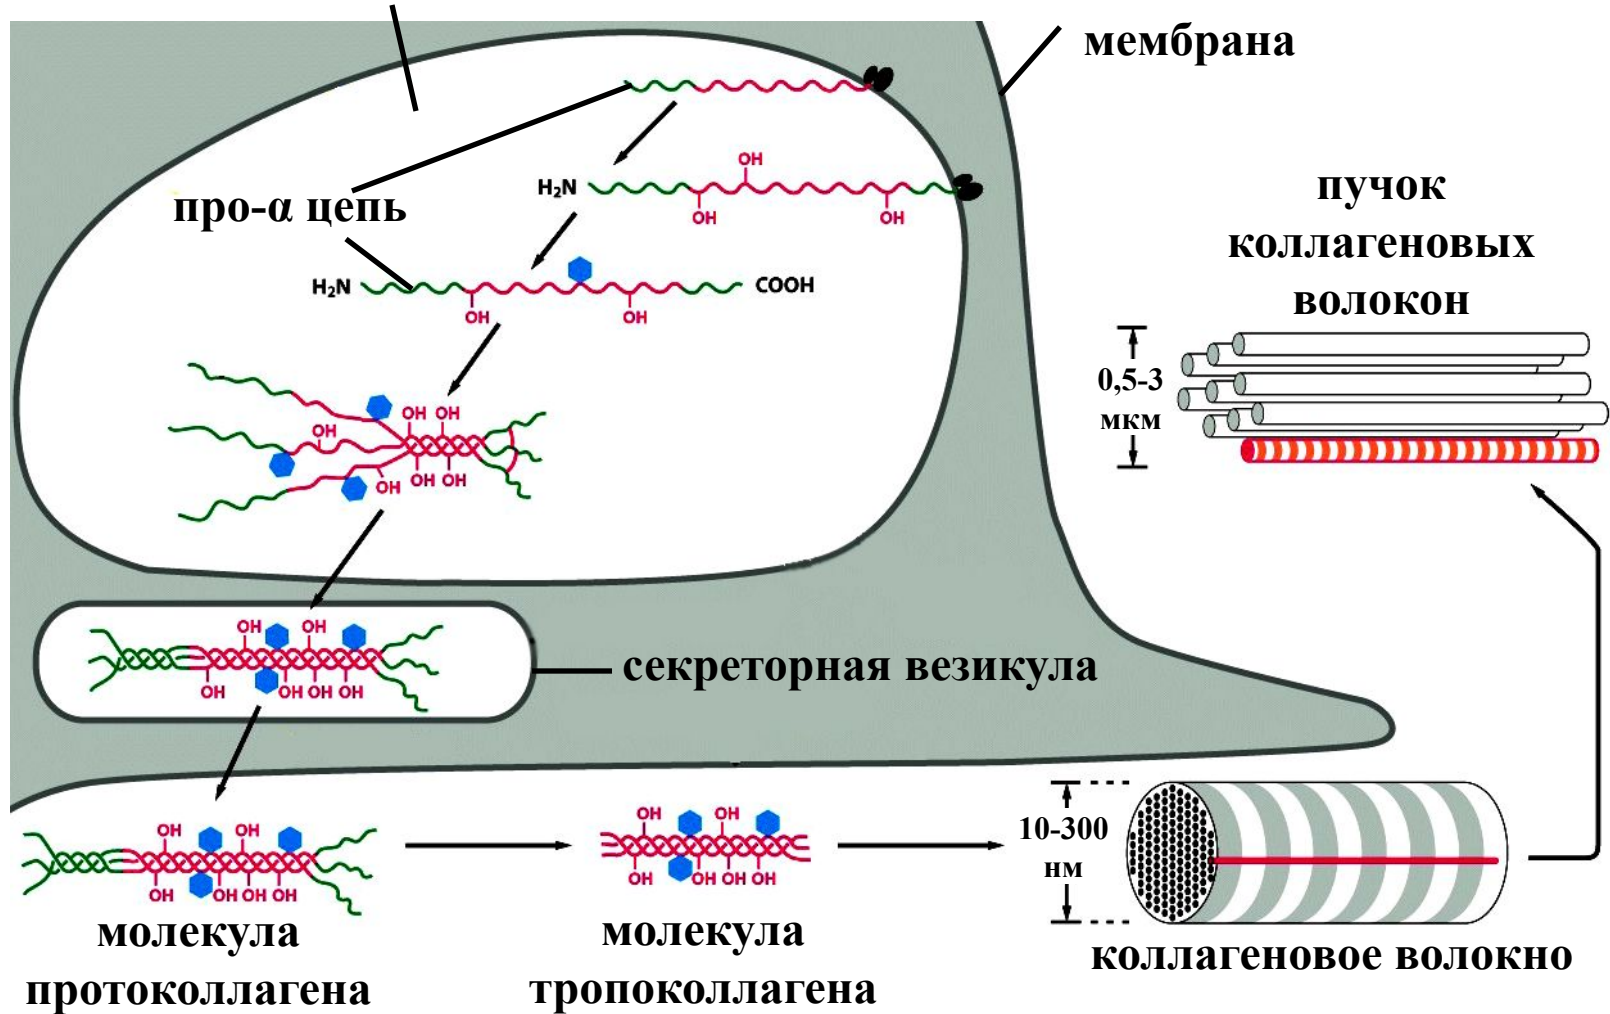 мембрана
OH
H₂N
OH
OH
про-α цепь
H₂N
COOH
OH
OH
пучок
коллагеновых
волокон
0,5-3
мкм
OH OH
OH
OH OH
OH
OH
OH
OH
OH OH OH
секреторная везикула
OH
OH
OH
OH OH OH
молекула
протоколлагена
OH
OH
OH
OH OH OH
молекула
тропоколлагена
10-300
нм
коллагеновое волокно